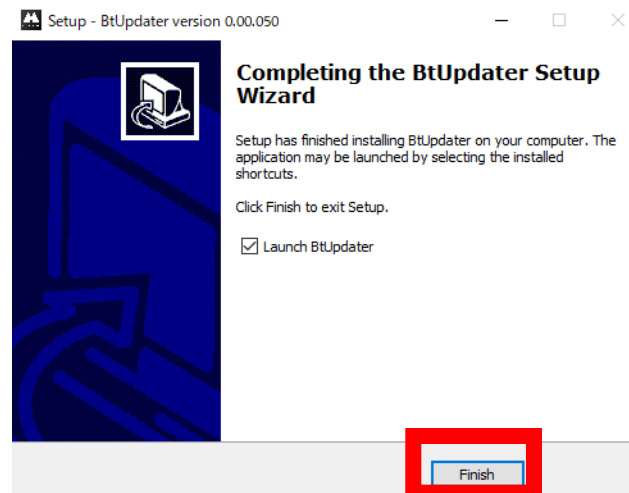 Setup - BtUpdater version 0.00.050
Completing the BtUpdater Setup
Wizard
Setup has finished installing BtUpdater on your computer. The
application may be launched by selecting the installed
shortcuts.
Click Finish to exit Setup.
Launch BtUpdater
Finish